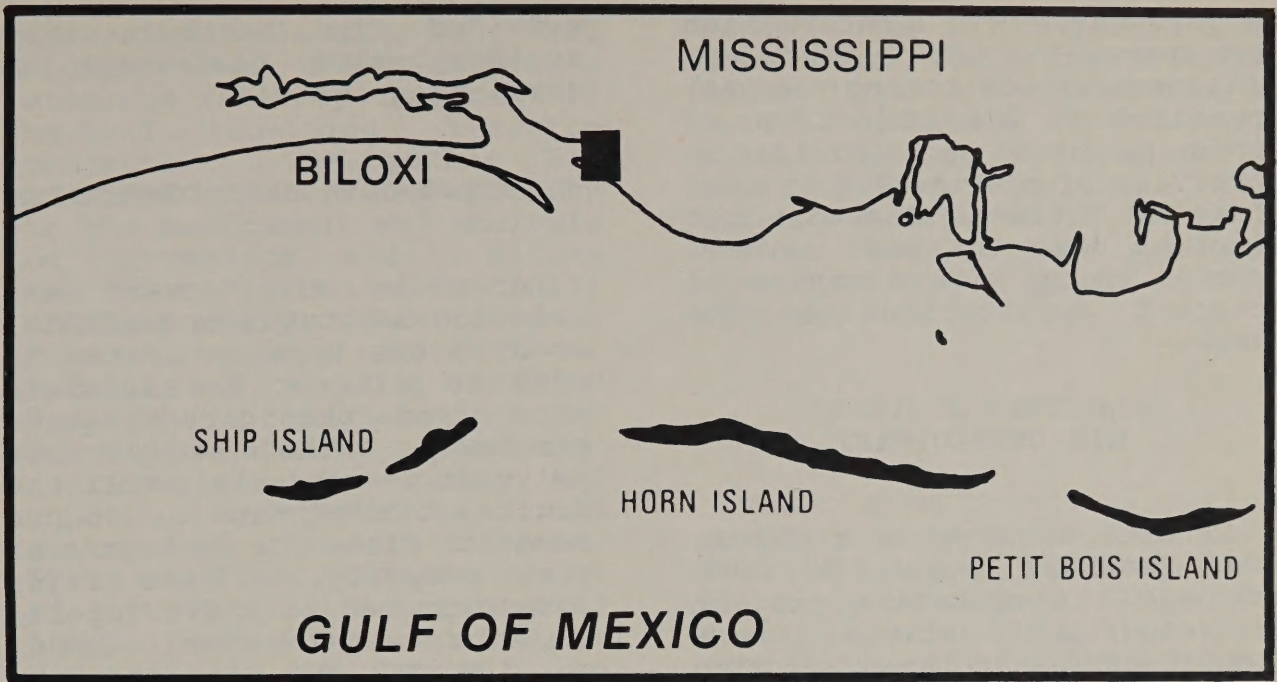 MISSISSIPPI
BILOXI
SHIP ISLAND
HORN ISLAND
PETIT BOIS ISLAND
GULF OF MEXICO